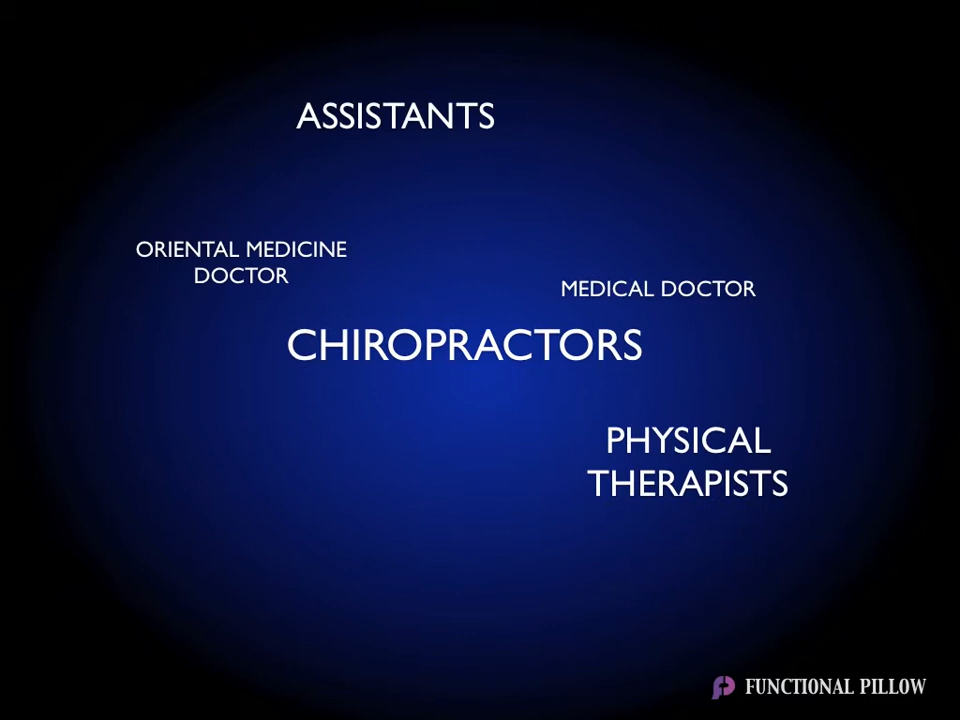 ASSISTANTS
ORIENTAL MEDICINE
DOCTOR
MEDICAL DOCTOR
CHIROPRACTORS
PHYSICAL
THERAPISTS
FUNCTIONAL PILLOW